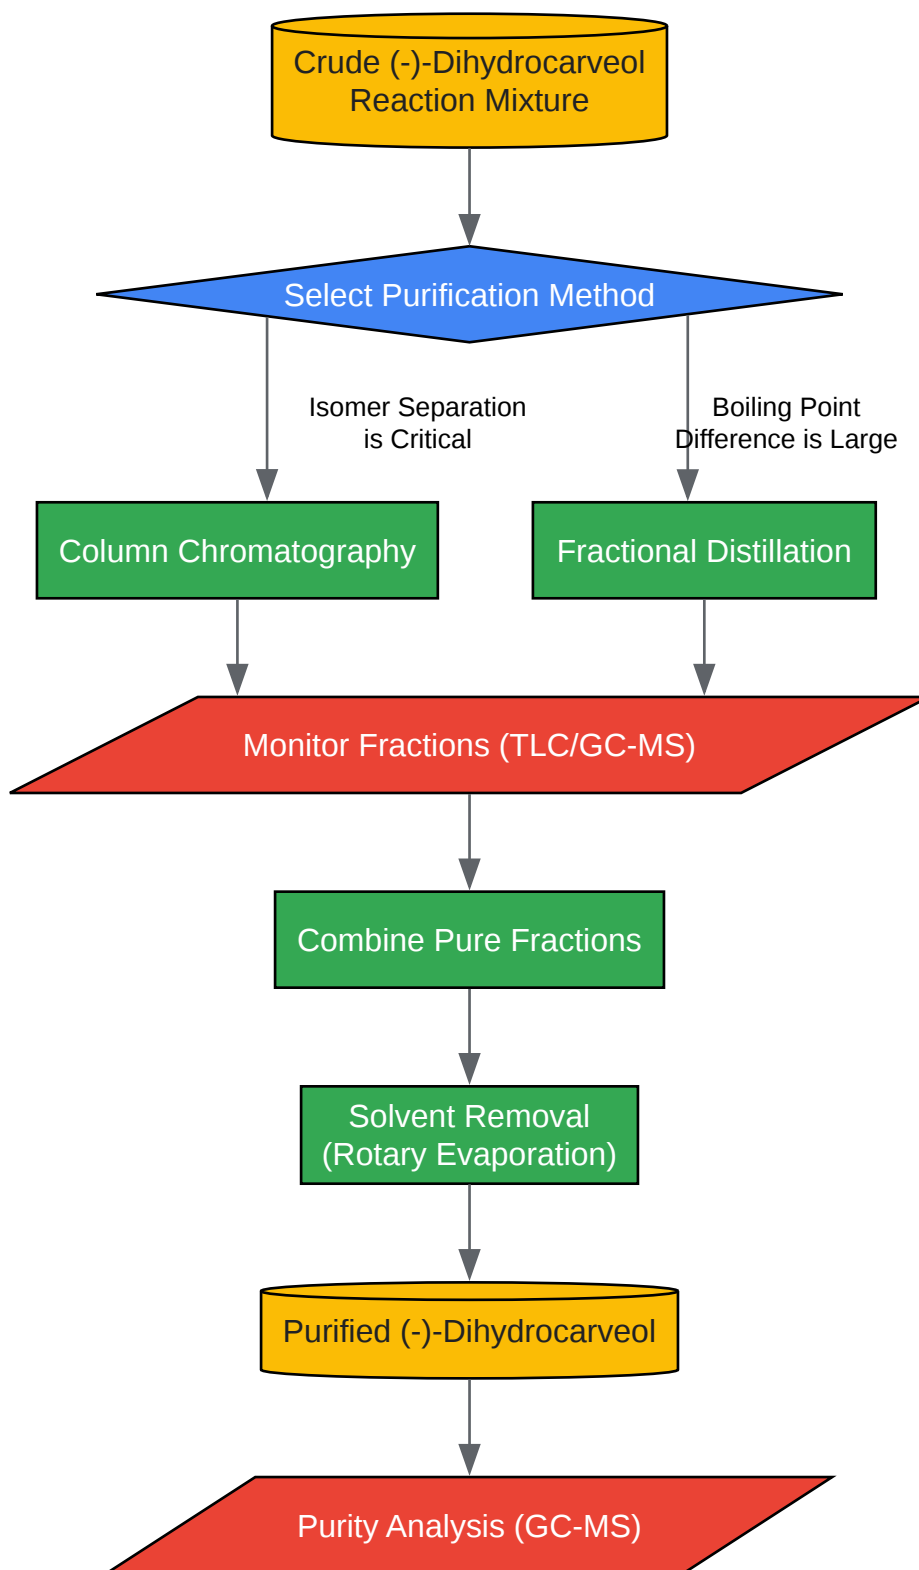 Crude (-)-Dihydrocarveol
Reaction Mixture
Select Purification Method
Isomer Separation
is Critical
Boiling Point
Difference is Large
Column Chromatography
Fractional Distillation
Monitor Fractions (TLC/GC-MS)
Combine Pure Fractions
Solvent Removal
(Rotary Evaporation)
Purified (-)-Dihydrocarveol
Purity Analysis (GC-MS)